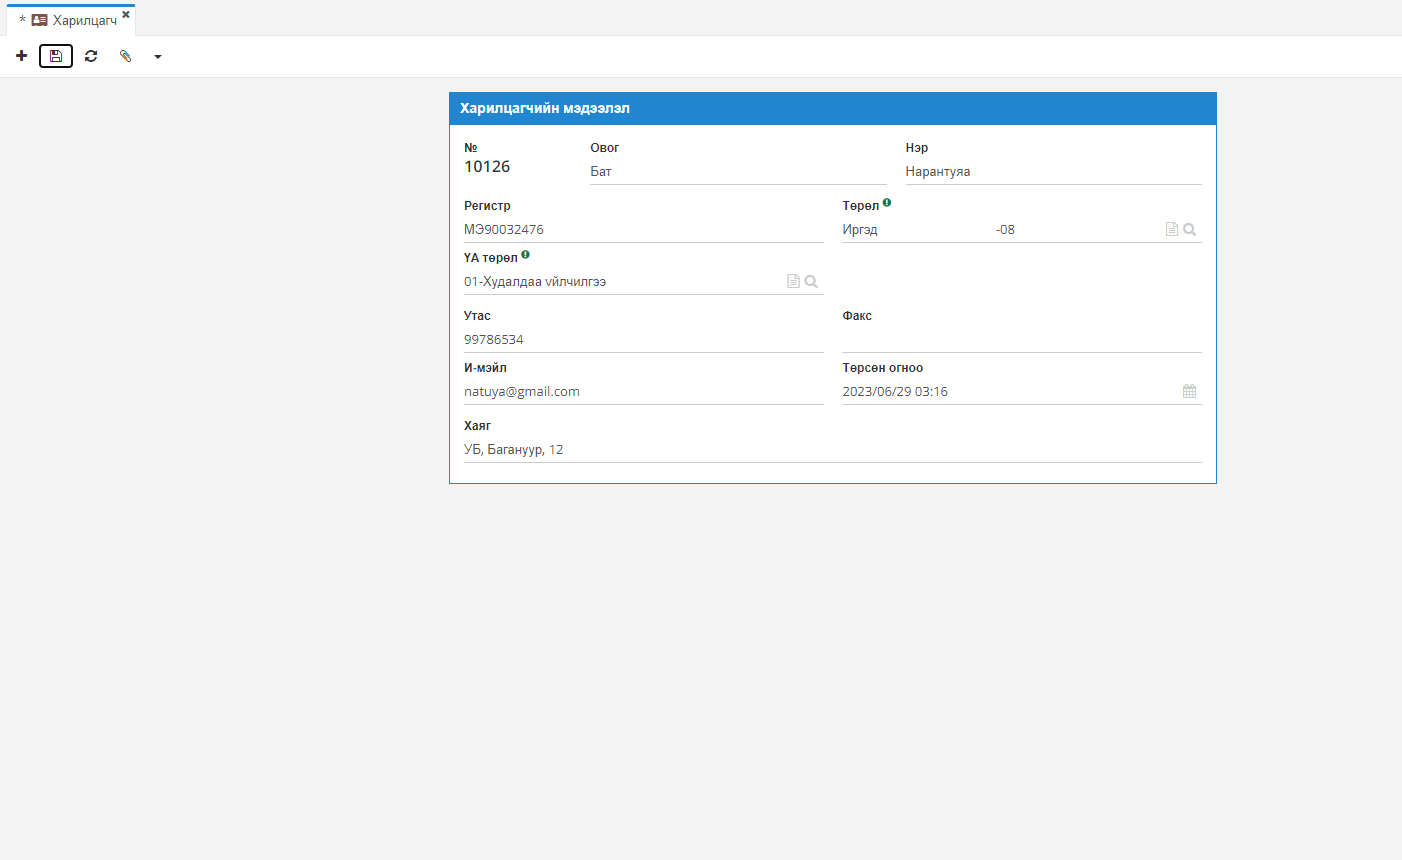 * Харилцагч
Харилцагчийн мэдээлэл
№ Овог Нэр
10126 Бат Нарантуяа
Регистр Төрөл
МЭ90032476 Иргэд -08
ҮА төрөл
01-Худалдаа үйлчилгээ
Утас Факс
99786534
И-мэйл Төрсөн огноо
natuya@gmail.com 2023/06/29 03:16
Хаяг
УБ, Багануур, 12